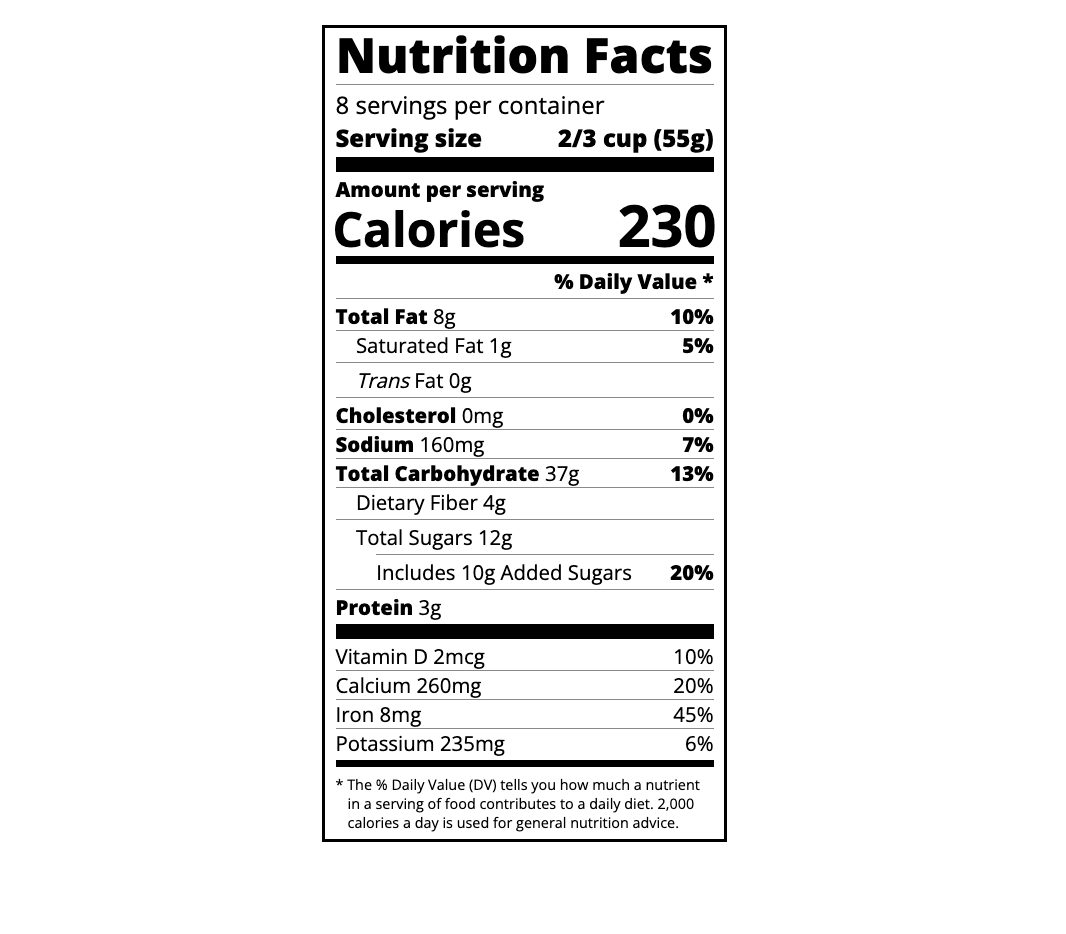 Nutrition Facts
8 servings per container
Serving size 2/3 cup (55g)
Amount per serving
Calories 230
% Daily Value *
Total Fat 8g 10%
Saturated Fat 1g 5%
Trans Fat 0g
Cholesterol 0mg 0%
Sodium 160mg 7%
Total Carbohydrate 37g 13%
Dietary Fiber 4g
Total Sugars 12g
Includes 10g Added Sugars 20%
Protein 3g
Vitamin D 2mcg 10%
Calcium 260mg 20%
Iron 8mg 45%
Potassium 235mg 6%
* The % Daily Value (DV) tells you how much a nutrient
in a serving of food contributes to a daily diet. 2,000
calories a day is used for general nutrition advice.